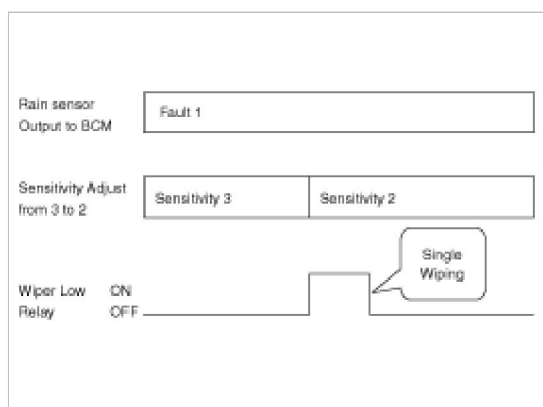 Rain sensor
Output to BCM
Fault 1
Sensitivity Adjust
from 3 to 2
Sensitivity 3
Sensitivity 2
Single
Wiping
Wiper Low ON
Relay OFF